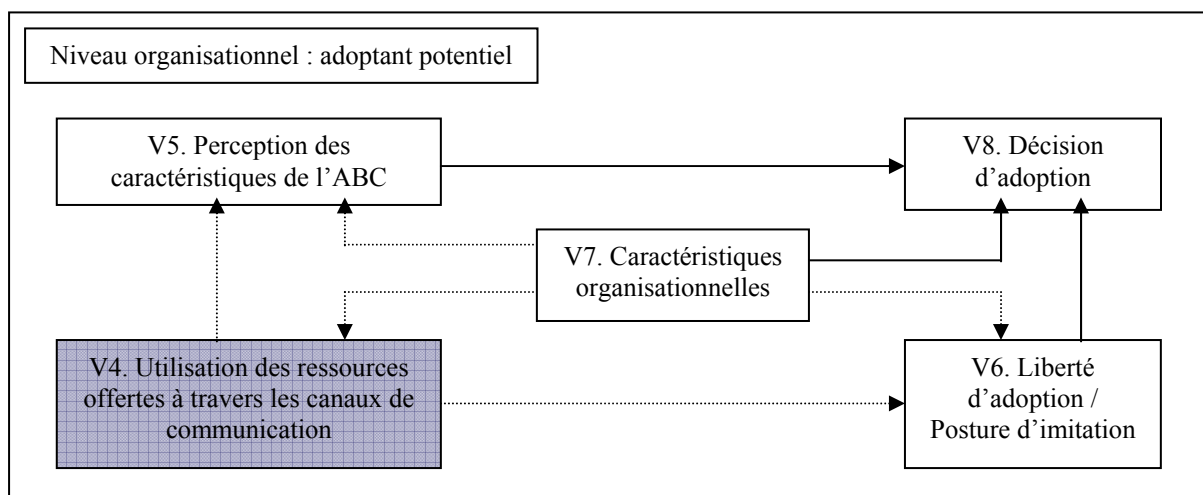 Niveau organisationnel : adoptant potentiel
V5. Perception des
caractéristiques de l’ABC
V8. Décision
d’adoption
V7. Caractéristiques
organisationnelles
V4. Utilisation des ressources
offertes à travers les canaux de
communication
V6. Liberté
d’adoption /
Posture d’imitation